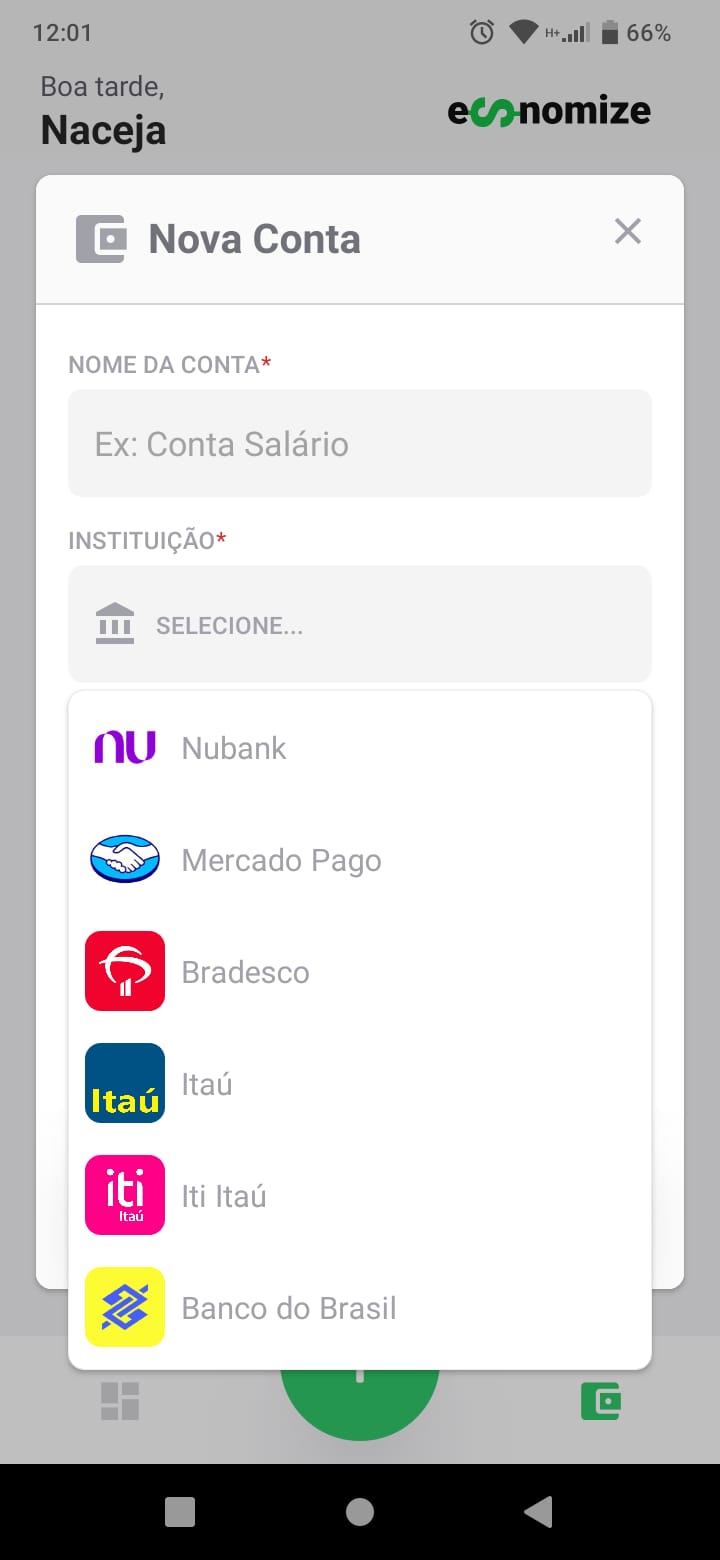 12:01
H+
66%
Boa tarde,
Naceja
economize
Nova Conta
NOME DA CONTA*
Ex: Conta Salário
INSTITUIÇÃO*
SELECIONE...
nu Nubank
Mercado Pago
Bradesco
Itaú Itaú
iti Itaú Iti Itaú
Banco do Brasil